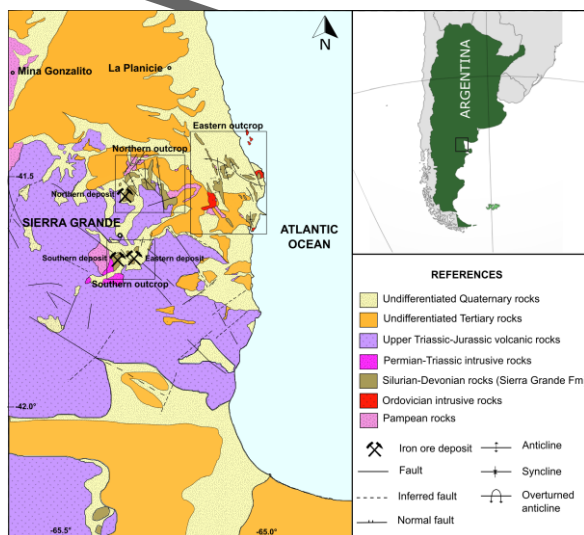 N
Mina Gonzalito
La Planicie
Eastern outcrop
Northern outcrop
-41.5
Northern deposit
SIERRA GRANDE
ATLANTIC
OCEAN
Southern deposit
Eastern deposit
Southern outcrop
-42.0
-65.5
-65.0
ARGENTINA
REFERENCES
Undifferentiated Quaternary rocks
Undifferentiated Tertiary rocks
Upper Triassic-Jurassic volcanic rocks
Permian-Triassic intrusive rocks
Silurian-Devonian rocks (Sierra Grande Fm
Ordovician intrusive rocks
Pampean rocks
Iron ore deposit
Anticline
Fault
Syncline
Inferred fault
Overturned
anticline
Normal fault